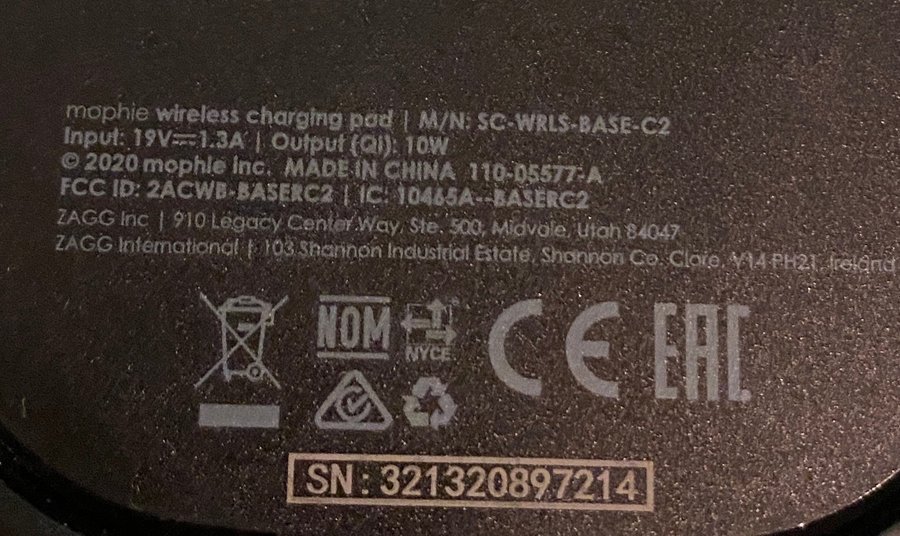 mophie wireless charging pad | M/N: SC-WRLS-BASE-C2
Input: 19V⎓1.3A | Output (Qi): 10W
© 2020 mophie Inc. MADE IN CHINA 110-05577-A
FCC ID: 2ACWB-BASERC2 | IC: 10465A--BASERC2
ZAGG Inc | 910 Legacy Center Way, Ste. 500, Midvale, Utah 84047
ZAGG International | 103 Shannon Industrial Estate, Shannon Co. Clare, V14 PH21, Ireland
NOM NYCE CE EAC
SN: 321320897214